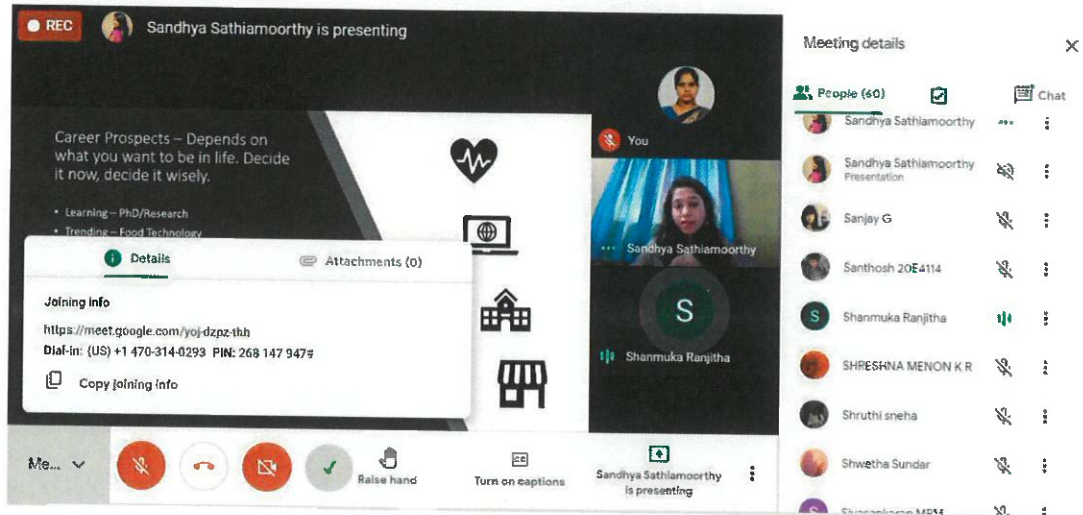 REC
Sandhya Sathiamoorthy is presenting
Career Prospects – Depends on
what you want to be in life. Decide
it now, decide it wisely.
• Learning – PhD/Research
• Trending – Food Technology
Details
Attachments (0)
Joining info
https://meet.google.com/yoj-dzpz-tkh
Dial-in: (US) +1 470-314-0293 PIN: 268 147 947#
Copy joining info
You
Sandhya Sathiamoorthy
S
Shanmuka Ranjitha
Me...
Raise hand
Turn on captions
Sandhya Sathiamoorthy
is presenting
Meeting details
People (60)
Chat
Sandhya Sathiamoorthy
Sandhya Sathiamoorthy
Presentation
Sanjay G
Santhosh 20E4114
S
Shanmuka Ranjitha
SHRESHNA MENON K R
Shruthi sneha
Shwetha Sundar
S
Sivasankaran MRM